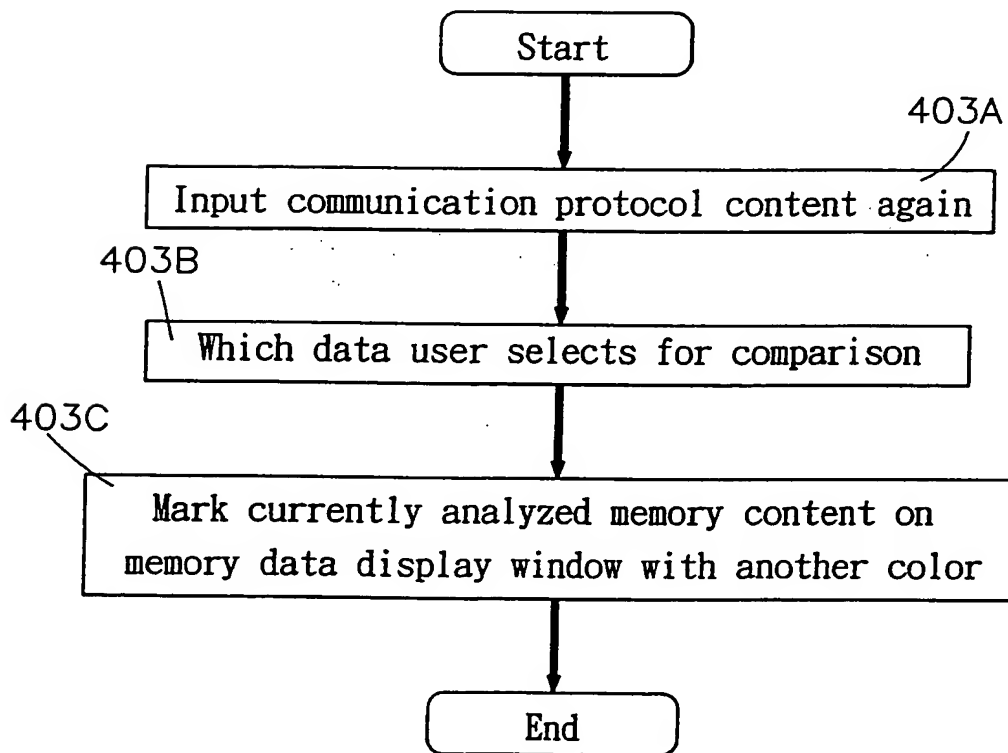 Start
403A
Input communication protocol content again
403B
Which data user selects for comparison
403C
Mark currently analyzed memory content on
memory data display window with another color
End